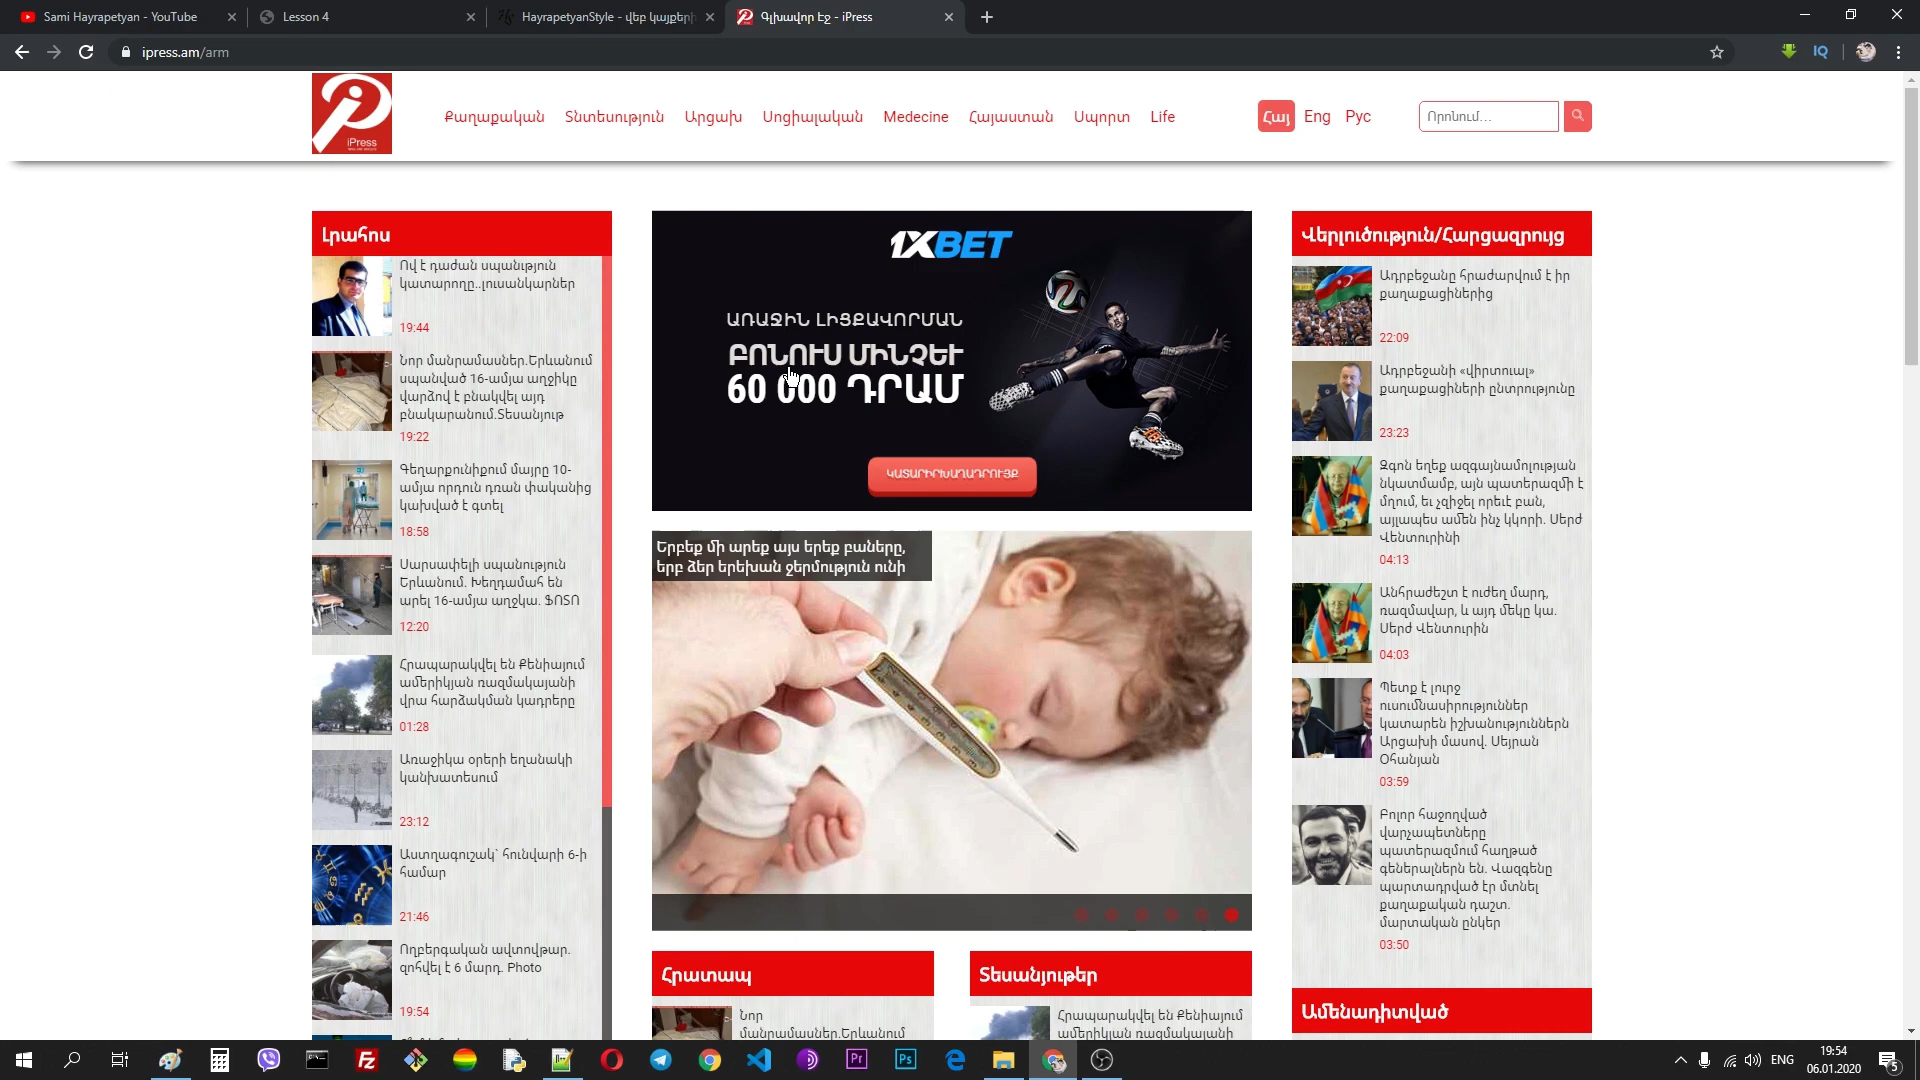 Sami Hayrapetyan - YouTube
Lesson 4
HayrapetyanStyle - վեբ կայքերի
Գլխավոր էջ - iPress
ipress.am/arm
iPress
Քաղաքական Տնտեսություն Արցախ Սոցիալական Medecine Հայաստան Սպորտ Life
Հայ Eng Рус
Որոնում...
Լրահոս
Ով է դաժան սպանւթյուն
կատարողը..լուսանկարներ
19:44
Նոր մանրամասներ.Երևանում
սպանված 16-ամյա աղջիկը
վարձով է բնակվել այդ
բնակարանում.Տեսանյութ
19:22
Գեղարքունիքում մայրը 10-
ամյա որդուն դռան փականից
կախված է գտել
18:58
Սարսափելի սպանություն
Երևանում. Խեղդամահ են
արել 16-ամյա աղջկա. ՖՈՏՈ
12:20
Հրապարակվել են Քենիայում
ամերիկյան ռազմակայանի
վրա հարձակման կադրերը
01:28
Առաջիկա օրերի եղանակի
կանխատեսում
23:12
Աստղագուշակ` հունվարի 6-ի
համար
21:46
Ողբերգական ավտովթար.
զոհվել է 6 մարդ. Photo
19:54
1XBET
ԱՌԱՋԻՆ ԼԻՑՔԱՎՈՐՄԱՆ
ԲՈՆՈՒՍ ՄԻՆՉԵՒ
60 000 ԴՐԱՄ
ԿԱՏԱՐԻՐ ԽԱՂԱԴՐՈՒՅՔ
Երբեք մի արեք այս երեք բաները,
երբ ձեր երեխան ջերմություն ունի
Հրատապ
Նոր
մանրամասներ.Երևանում
Տեսանյութեր
Հրապարակվել են Քենիայում
ամերիկյան ռազմակայանի
Վերլուծություն/Հարցազրույց
Ադրբեջանը հրաժարվում է իր
քաղաքացիներից
22:09
Ադրբեջանի «վիրտուալ»
քաղաքացիների ընտրությունը
23:23
Զգոն եղեք ազգայնամոլության
նկատմամբ, այն պատերազմի է
մղում, եւ չզիջել որեւէ բան,
այլապես ամեն ինչ կկորի. Սերժ
Վենտուրինի
04:13
Անհրաժեշտ է ուժեղ մարդ,
ռազմավար, և այդ մեկը կա.
Սերժ Վենտուրին
04:03
Պետք է լուրջ
ուսումնասիրություններ
կատարեն իշխանություններն
Արցախի մասով. Սեյրան
Օհանյան
03:59
Բոլոր հաջողված
վարչապետները
պատերազմում հաղթած
գեներալներն են. Վազգենը
պարտադրված էր մտնել
քաղաքական դաշտ.
մարտական ընկեր
03:50
Ամենադիտված
ENG
19:54
06.01.2020
5